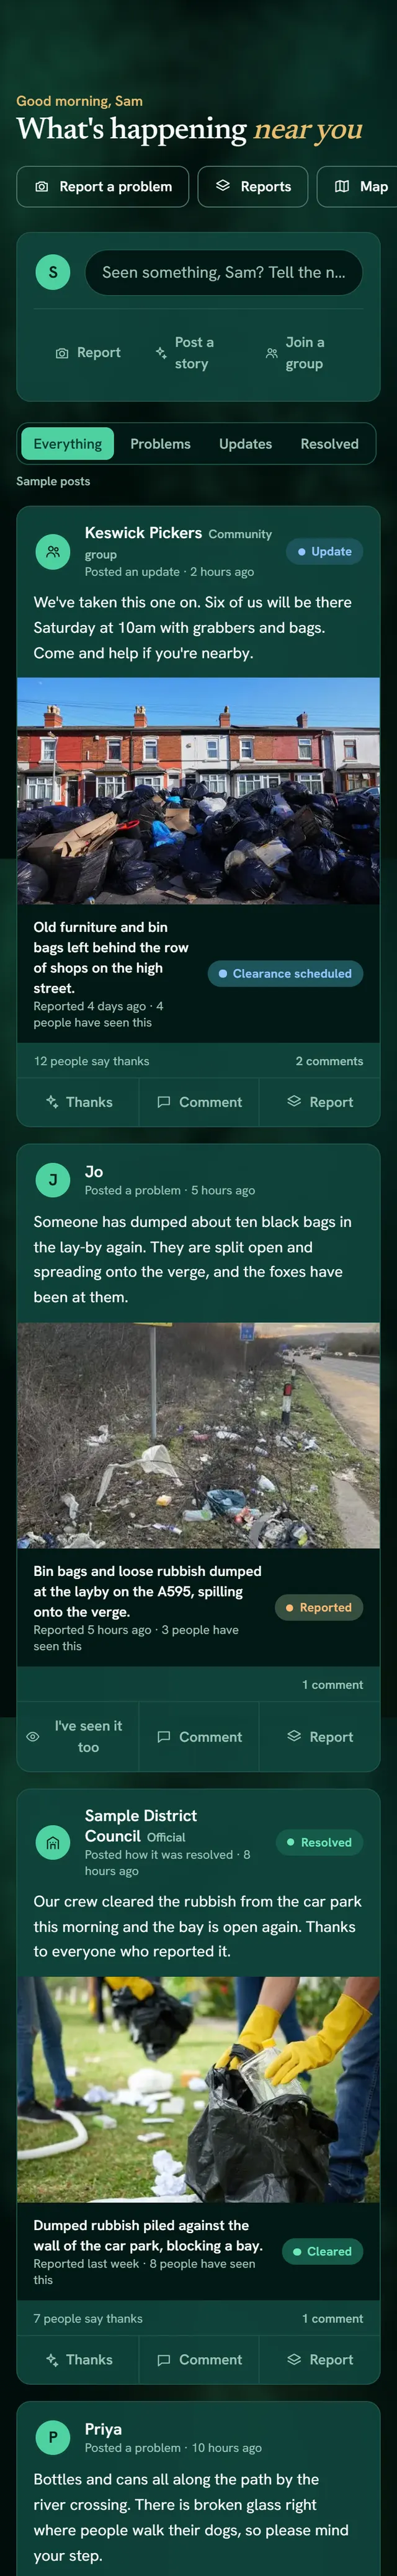 Good morning, Sam
What's happening near you
Report a problem
Reports
Map
S
Seen something, Sam? Tell the n...
Report
Post a
story
Join a
group
Everything
Problems
Updates
Resolved
Sample posts
Keswick Pickers Community
group
Posted an update · 2 hours ago
Update
We've taken this one on. Six of us will be there
Saturday at 10am with grabbers and bags.
Come and help if you're nearby.
Old furniture and bin
bags left behind the row
of shops on the high
street.
Reported 4 days ago · 4
people have seen this
Clearance scheduled
12 people say thanks
2 comments
Thanks
Comment
Report
J
Jo
Posted a problem · 5 hours ago
Someone has dumped about ten black bags in
the lay-by again. They are split open and
spreading onto the verge, and the foxes have
been at them.
Bin bags and loose rubbish dumped
at the layby on the A595, spilling
onto the verge.
Reported 5 hours ago · 3 people have
seen this
Reported
1 comment
I've seen it
too
Comment
Report
Sample District
Council Official
Posted how it was resolved · 8
hours ago
Resolved
Our crew cleared the rubbish from the car park
this morning and the bay is open again. Thanks
to everyone who reported it.
Dumped rubbish piled against the
wall of the car park, blocking a bay.
Reported last week · 8 people have seen
this
Cleared
7 people say thanks
1 comment
Thanks
Comment
Report
P
Priya
Posted a problem · 10 hours ago
Bottles and cans all along the path by the
river crossing. There is broken glass right
where people walk their dogs, so please mind
your step.